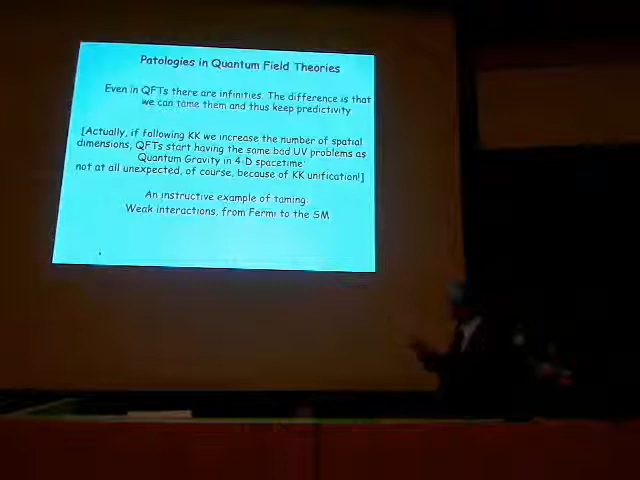 Patologies in Quantum Field Theories
Even in QFTs there are infinities. The difference is that
we can tame them and thus keep predictivity
[Actually, if following KK we increase the number of spatial
dimensions, QFTs start having the same bad UV problems as
Quantum Gravity in 4-D spacetime:
not at all unexpected, of course, because of KK unification!]
An instructive example of taming:
Weak interactions, from Fermi to the SM